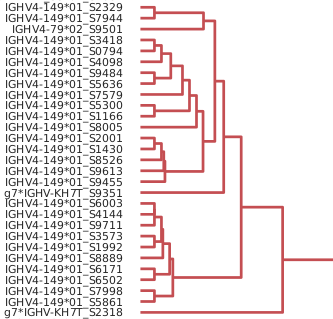 IGHV4-149*01_S2329
IGHV4-149*01_S7944
IGHV4-79*02_S9501
IGHV4-149*01_S3418
IGHV4-149*01_S0794
IGHV4-149*01_S4098
IGHV4-149*01_S9484
IGHV4-149*01_S5636
IGHV4-149*01_S7579
IGHV4-149*01_S5300
IGHV4-149*01_S1166
IGHV4-149*01_S8005
IGHV4-149*01_S2001
IGHV4-149*01_S1430
IGHV4-149*01_S8526
IGHV4-149*01_S9613
IGHV4-149*01_S9455
g7*IGHV-KH7T_S9351
IGHV4-149*01_S6003
IGHV4-149*01_S4144
IGHV4-149*01_S9711
IGHV4-149*01_S3573
IGHV4-149*01_S1992
IGHV4-149*01_S8889
IGHV4-149*01_S6171
IGHV4-149*01_S6502
IGHV4-149*01_S7998
IGHV4-149*01_S5861
g7*IGHV-KH7T_S2318